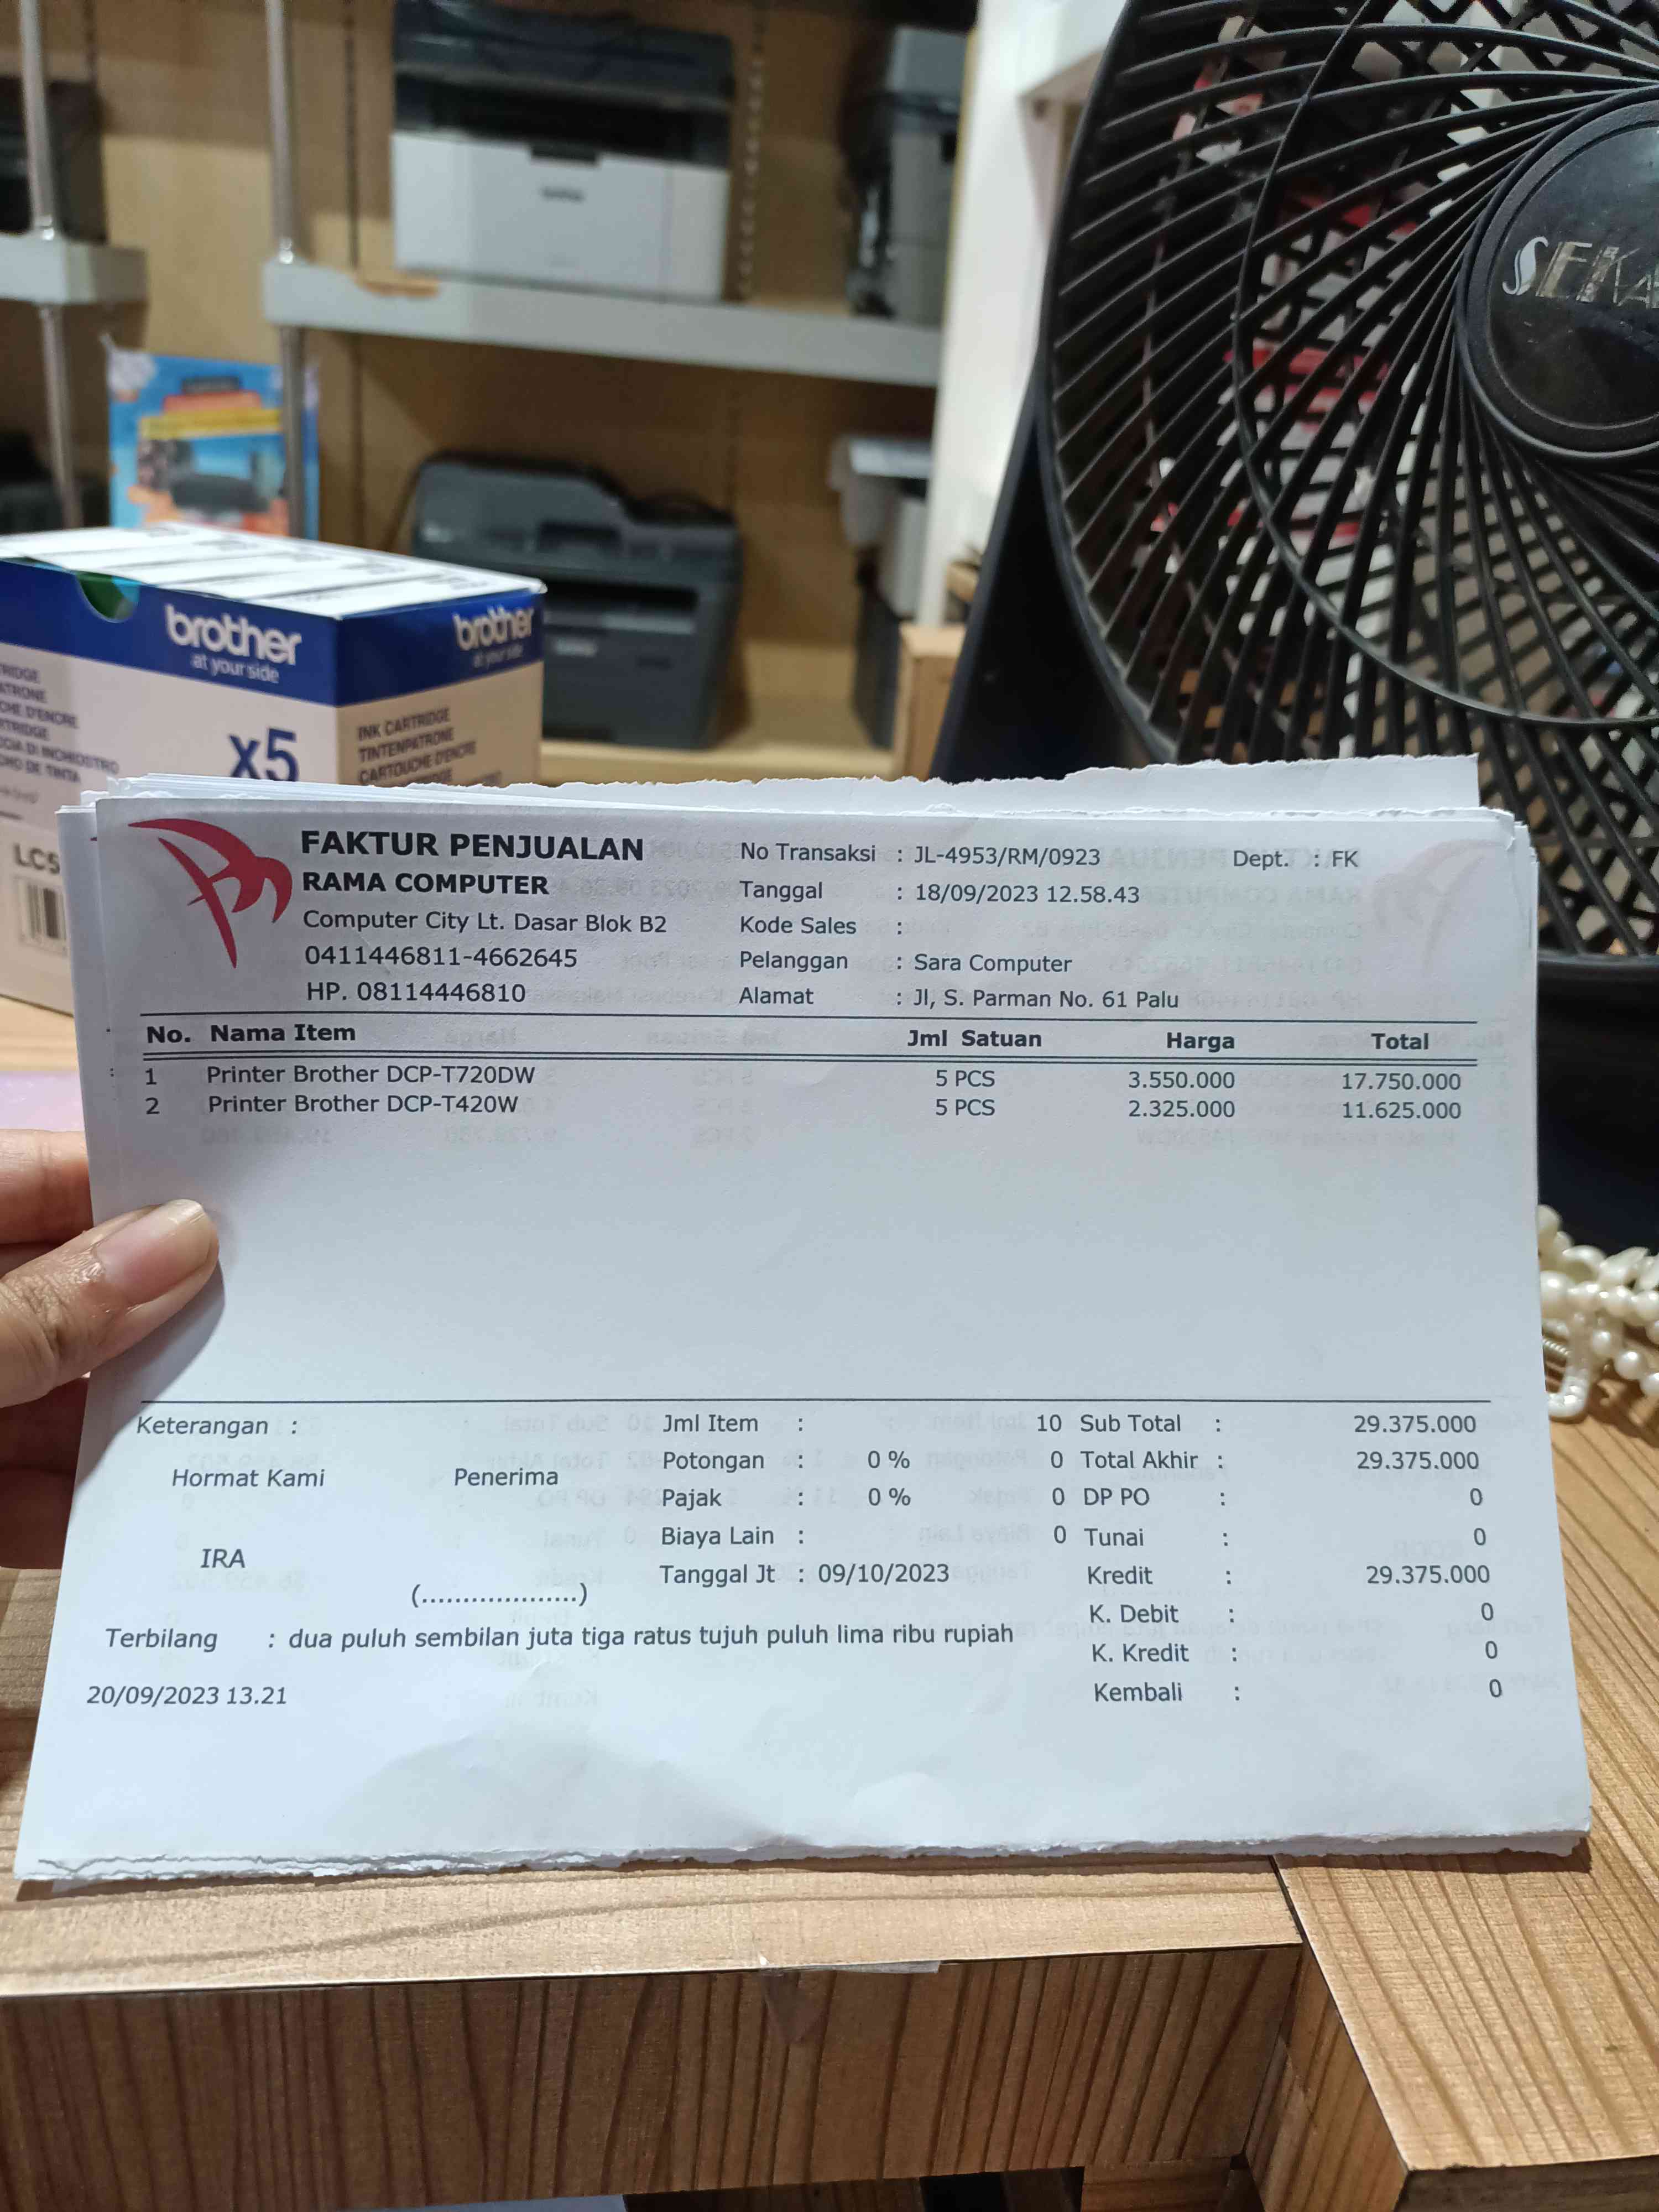 SEKA
brother
at your side
brother
at your side
x5
INK CARTRIDGE
TINTENPATRONE
CARTOUCHE D'ENCRE
LC5
FAKTUR PENJUALAN
RAMA COMPUTER
Computer City Lt. Dasar Blok B2
0411446811-4662645
HP. 08114446810
No Transaksi : JL-4953/RM/0923 Dept. : FK
Tanggal : 18/09/2023 12.58.43
Kode Sales :
Pelanggan : Sara Computer
Alamat : Jl, S. Parman No. 61 Palu
No. Nama Item Jml Satuan Harga Total
1 Printer Brother DCP-T720DW 5 PCS 3.550.000 17.750.000
2 Printer Brother DCP-T420W 5 PCS 2.325.000 11.625.000
Keterangan :
Hormat Kami Penerima
IRA
(...................)
Jml Item : 10
Potongan : 0 % 0
Pajak : 0 % 0
Biaya Lain : 0
Tanggal Jt : 09/10/2023
Sub Total : 29.375.000
Total Akhir : 29.375.000
DP PO : 0
Tunai : 0
Kredit : 29.375.000
K. Debit : 0
K. Kredit : 0
Kembali : 0
Terbilang : dua puluh sembilan juta tiga ratus tujuh puluh lima ribu rupiah
20/09/2023 13.21